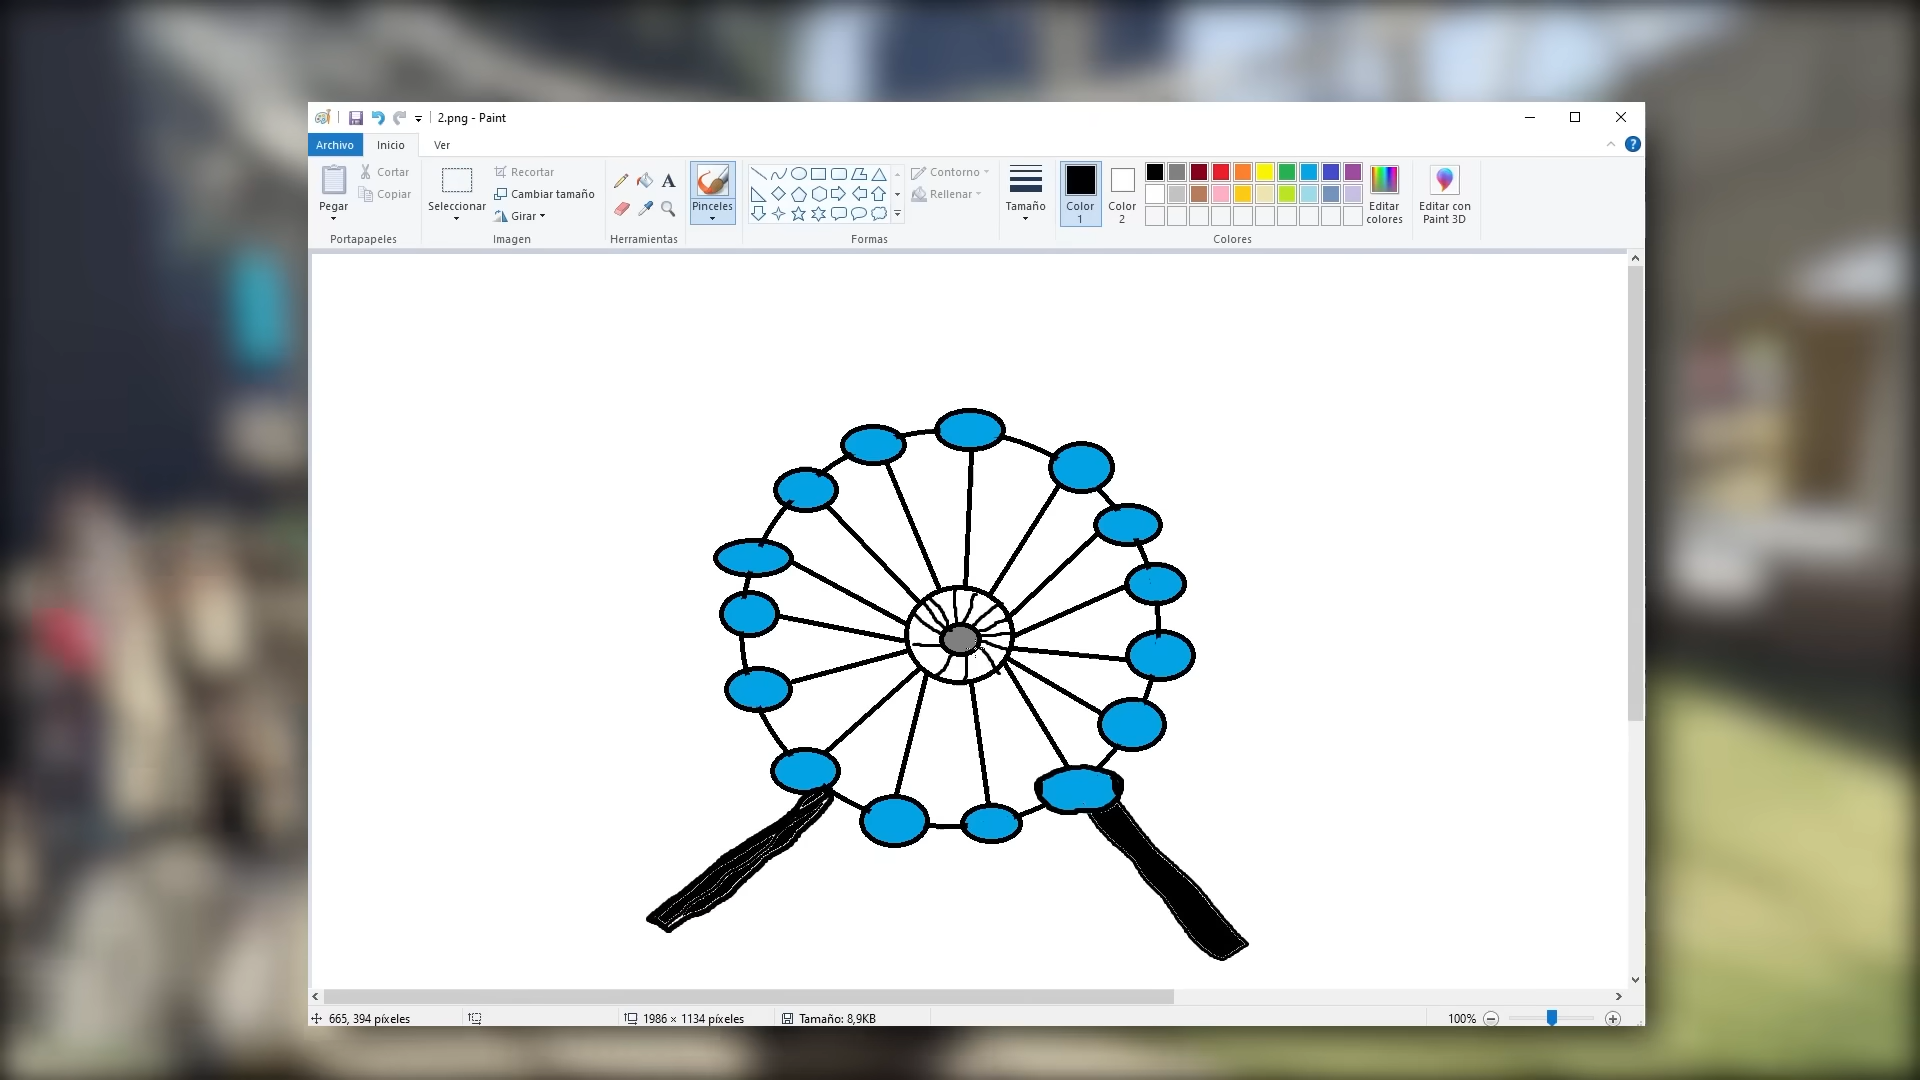 2.png - Paint
Archivo Inicio Ver
Pegar
Cortar
Copiar
Portapapeles
Seleccionar
Recortar
Cambiar tamaño
Girar
Imagen
A
Herramientas
Pinceles
Formas
Contorno
Rellenar
Tamaño
Color 1
Color 2
Colores
Editar colores
Editar con Paint 3D
?
665, 394 píxeles
1986 × 1134 píxeles
Tamaño: 8,9KB
100%